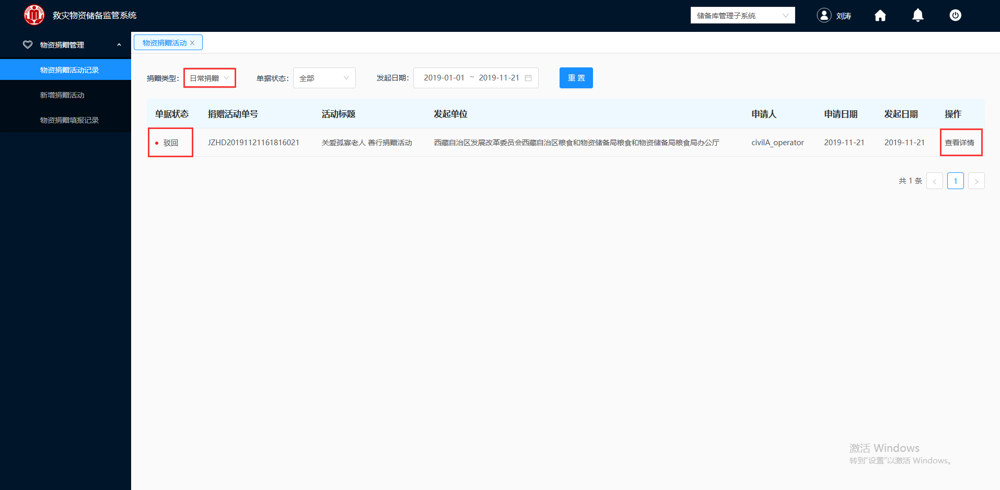 救灾物资储备监管系统
储备库管理子系统
刘涛
物资捐赠管理
物资捐赠活动记录
新增捐赠活动
物资捐赠填报记录
物资捐赠活动
捐赠类型： 日常捐赠 单据状态： 全部 发起日期： 2019-01-01 ~ 2019-11-21 重 置
单据状态 捐赠活动单号 活动标题 发起单位 申请人 申请日期 发起日期 操作
驳回 JZHD20191121161816021 关爱孤寡老人 善行捐赠活动 西藏自治区发展改革委员会西藏自治区粮食和物资储备局粮食和物资储备局粮食局办公厅 civilA_operator 2019-11-21 2019-11-21 查看详情
共 1 条 < 1 >
激活 Windows
转到“设置”以激活 Windows。